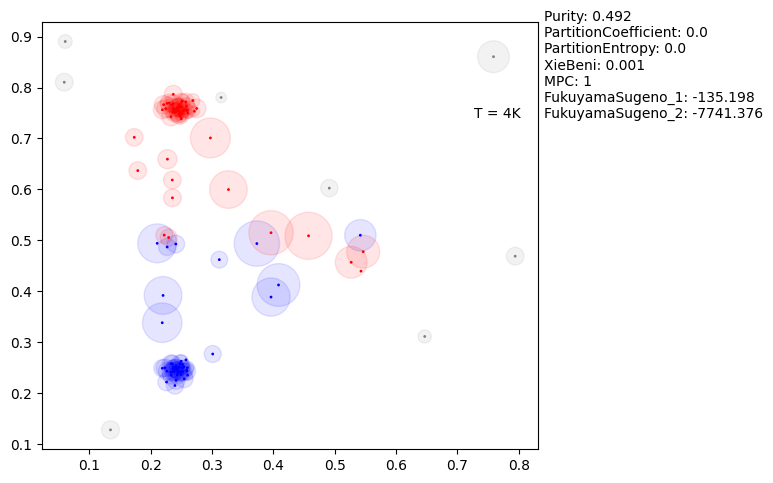 Purity: 0.492
PartitionCoefficient: 0.0
PartitionEntropy: 0.0
XieBeni: 0.001
MPC: 1
FukuyamaSugeno_1: -135.198
FukuyamaSugeno_2: -7741.376
T = 4K
0.9
0.8
0.7
0.6
0.5
0.4
0.3
0.2
0.1
0.1 0.2 0.3 0.4 0.5 0.6 0.7 0.8